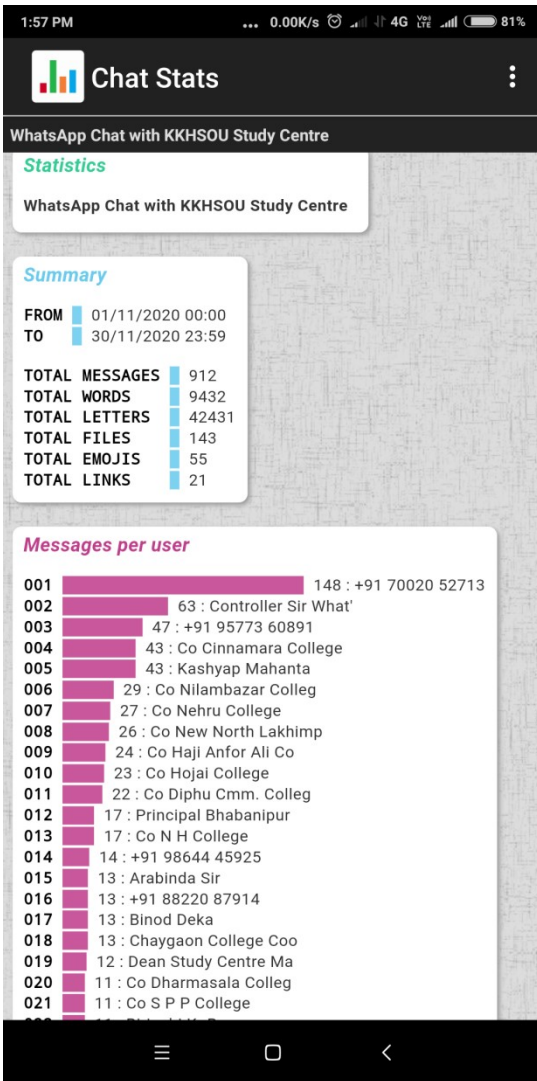 1:57 PM ... 0.00K/s 4G VoI LTE 81%
Chat Stats
WhatsApp Chat with KKHSOU Study Centre
Statistics
WhatsApp Chat with KKHSOU Study Centre
Summary
FROM 01/11/2020 00:00
TO 30/11/2020 23:59
TOTAL MESSAGES 912
TOTAL WORDS 9432
TOTAL LETTERS 42431
TOTAL FILES 143
TOTAL EMOJIS 55
TOTAL LINKS 21
Messages per user
001 148 : +91 70020 52713
002 63 : Controller Sir What'
003 47 : +91 95773 60891
004 43 : Co Cinnamara College
005 43 : Kashyap Mahanta
006 29 : Co Nilambazar Colleg
007 27 : Co Nehru College
008 26 : Co New North Lakhimp
009 24 : Co Haji Anfor Ali Co
010 23 : Co Hojai College
011 22 : Co Diphu Cmm. Colleg
012 17 : Principal Bhabanipur
013 17 : Co N H College
014 14 : +91 98644 45925
015 13 : Arabinda Sir
016 13 : +91 88220 87914
017 13 : Binod Deka
018 13 : Chaygaon College Coo
019 12 : Dean Study Centre Ma
020 11 : Co Dharmasala Colleg
021 11 : Co S P P College